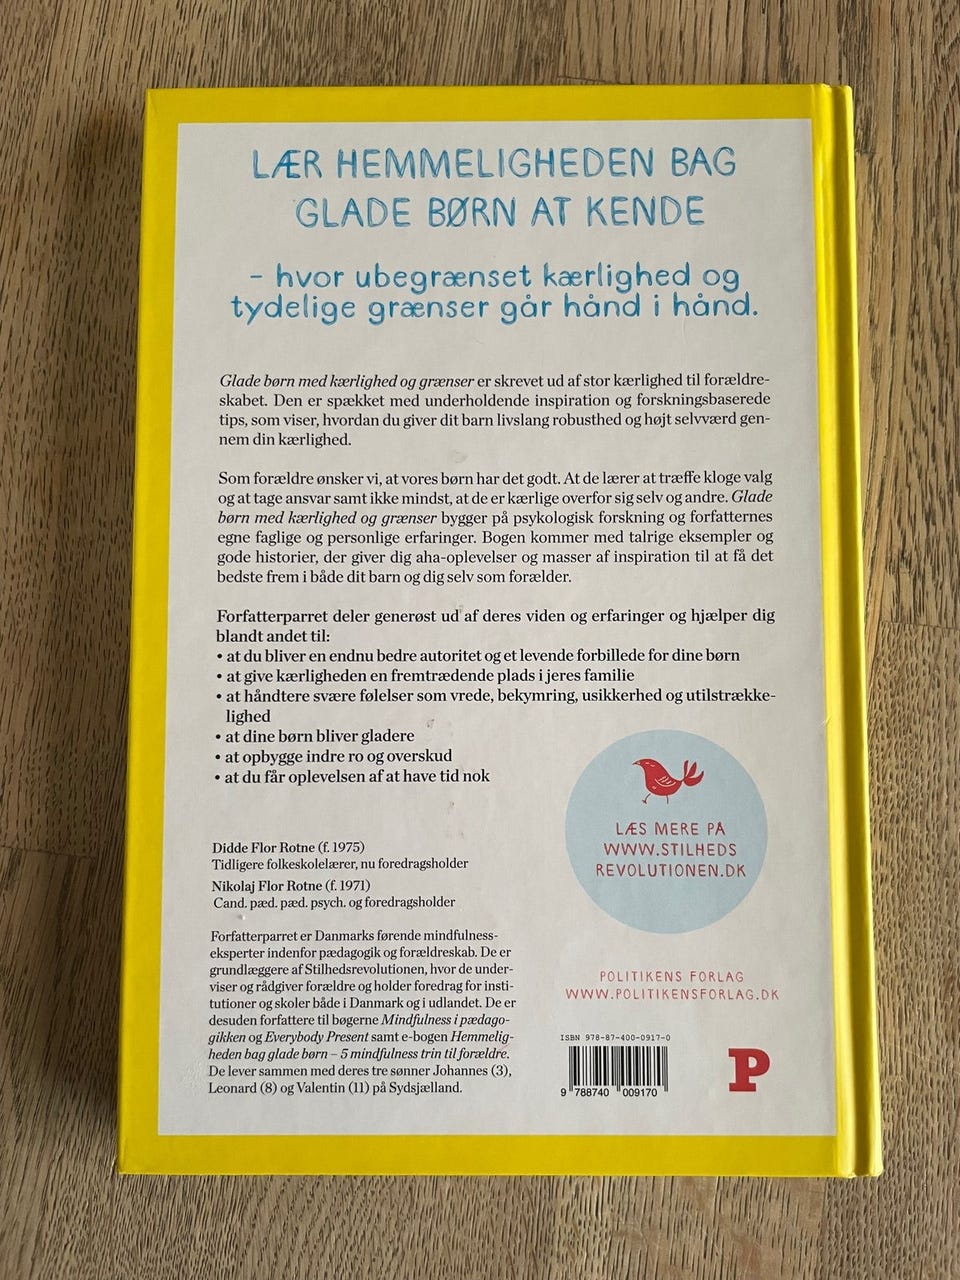 LÆR HEMMELIGHEDEN BAG
GLADE BØRN AT KENDE
– hvor ubegrænset kærlighed og
tydelige grænser går hånd i hånd.
Glade børn med kærlighed og grænser er skrevet ud af stor kærlighed til forældre-
skabet. Den er spækket med underholdende inspiration og forskningsbaserede
tips, som viser, hvordan du giver dit barn livslang robusthed og højt selvværd gen-
nem din kærlighed.
Som forældre ønsker vi, at vores børn har det godt. At de lærer at træffe kloge valg
og at tage ansvar samt ikke mindst, at de er kærlige overfor sig selv og andre. Glade
børn med kærlighed og grænser bygger på psykologisk forskning og forfatternes
egne faglige og personlige erfaringer. Bogen kommer med talrige eksempler og
gode historier, der giver dig aha-oplevelser og masser af inspiration til at få det
bedste frem i både dit barn og dig selv som forælder.
Forfatterparret deler generøst ud af deres viden og erfaringer og hjælper dig
blandt andet til:
• at du bliver en endnu bedre autoritet og et levende forbillede for dine børn
• at give kærligheden en fremtrædende plads i jeres familie
• at håndtere svære følelser som vrede, bekymring, usikkerhed og utilstrække-
lighed
• at dine børn bliver gladere
• at opbygge indre ro og overskud
• at du får oplevelsen af at have tid nok
LÆS MERE PÅ
WWW.STILHEDS
REVOLUTIONEN.DK
Didde Flor Rotne (f. 1975)
Tidligere folkeskolelærer, nu foredragsholder
Nikolaj Flor Rotne (f. 1971)
Cand. pæd. pæd. psych. og foredragsholder
Forfatterparret er Danmarks førende mindfulness-
eksperter indenfor pædagogik og forældreskab. De er
grundlæggere af Stilhedsrevolutionen, hvor de under-
viser og rådgiver forældre og holder foredrag for insti-
tutioner og skoler både i Danmark og i udlandet. De er
desuden forfattere til bøgerne Mindfulness i pædago-
gikken og Everybody Present samt e-bogen Hemmelig-
heden bag glade børn – 5 mindfulness trin til forældre.
De lever sammen med deres tre sønner Johannes (3),
Leonard (8) og Valentin (11) på Sydsjælland.
POLITIKENS FORLAG
WWW.POLITIKENSFORLAG.DK
ISBN 978-87-400-0917-0
9 788740 009170
P